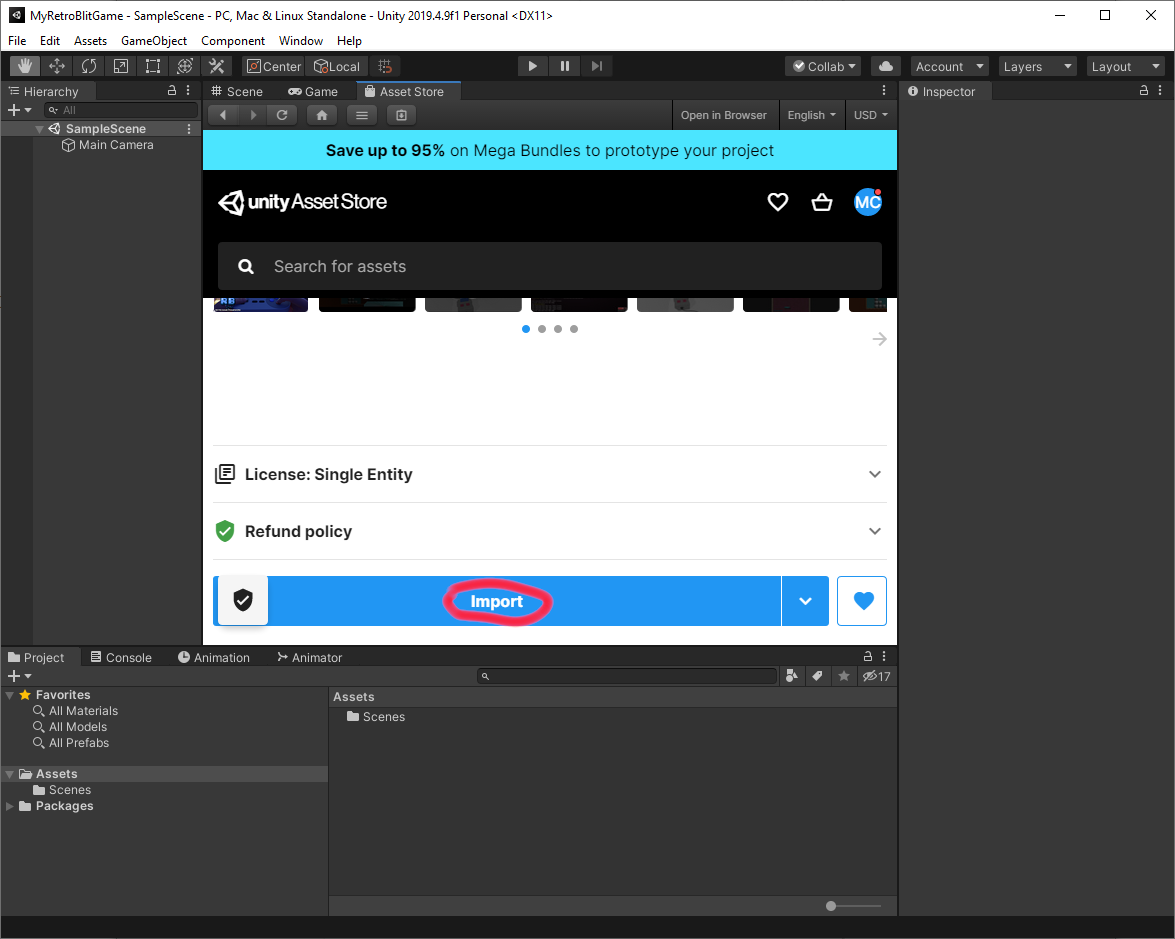 MyRetroBlitGame - SampleScene - PC, Mac & Linux Standalone - Unity 2019.4.9f1 Personal <DX11>
File Edit Assets GameObject Component Window Help
Center Local Collab Account Layers Layout
Hierarchy
All
SampleScene
Main Camera
Scene Game Asset Store
Open in Browser English USD
Save up to 95% on Mega Bundles to prototype your project
unity Asset Store
MC
Search for assets
License: Single Entity
Refund policy
Import
Inspector
Project Console Animation Animator
17
Favorites
All Materials
All Models
All Prefabs
Assets
Scenes
Packages
Assets
Scenes